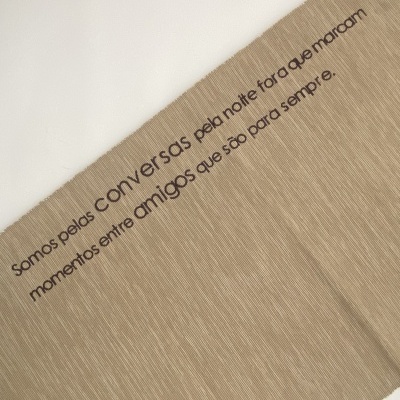 Somos pelas conversas pela noite fora que marcam
momentos entre amigos que são para sempre.